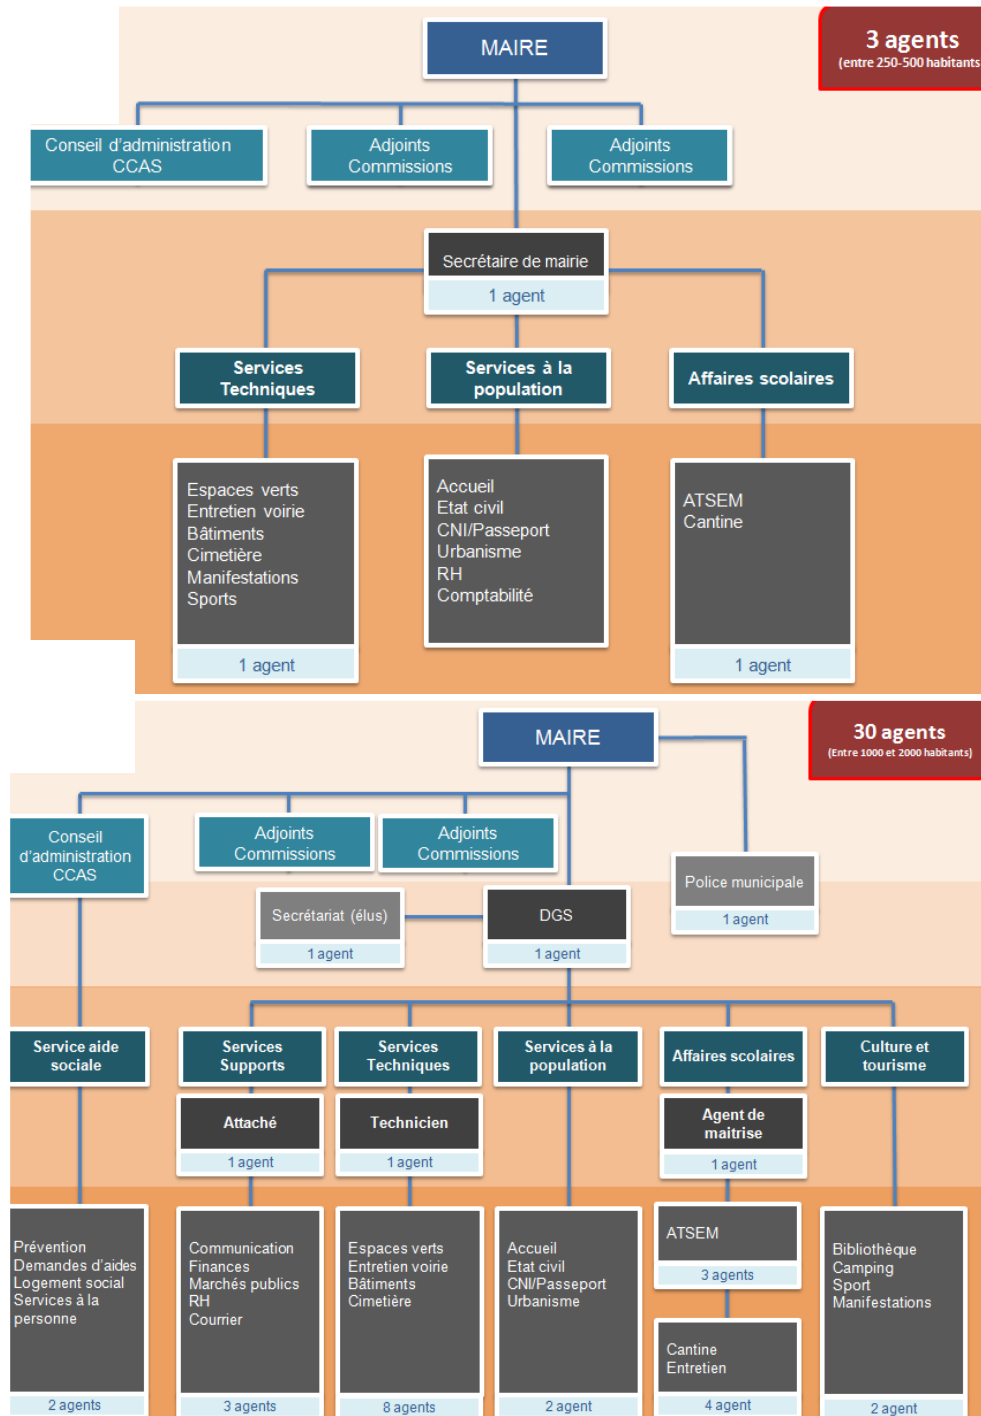 MAIRE
3 agents
(entre 250-500 habitants
Conseil d'administration
CCAS
Adjoints
Commissions
Adjoints
Commissions
Secrétaire de mairie
1 agent
Services
Techniques
Services à la
population
Affaires scolaires
Espaces verts
Entretien voirie
Bâtiments
Cimetière
Manifestations
Sports
1 agent
Accueil
Etat civil
CNI/Passeport
Urbanisme
RH
Comptabilité
ATSEM
Cantine
1 agent
MAIRE
30 agents
(Entre 1000 et 2000 habitants)
Conseil
d'administration
CCAS
Adjoints
Commissions
Adjoints
Commissions
Police municipale
1 agent
Secrétariat (élus)
1 agent
DGS
1 agent
Service aide
sociale
Services
Supports
Services
Techniques
Services à la
population
Affaires scolaires
Culture et
tourisme
Attaché
1 agent
Technicien
1 agent
Agent de
maitrise
1 agent
Prévention
Demandes d'aides
Logement social
Services à la
personne
2 agents
Communication
Finances
Marchés publics
RH
Courrier
3 agents
Espaces verts
Entretien voirie
Bâtiments
Cimetière
8 agents
Accueil
Etat civil
CNI/Passeport
Urbanisme
2 agent
ATSEM
3 agents
Cantine
Entretien
4 agent
Bibliothèque
Camping
Sport
Manifestations
2 agent